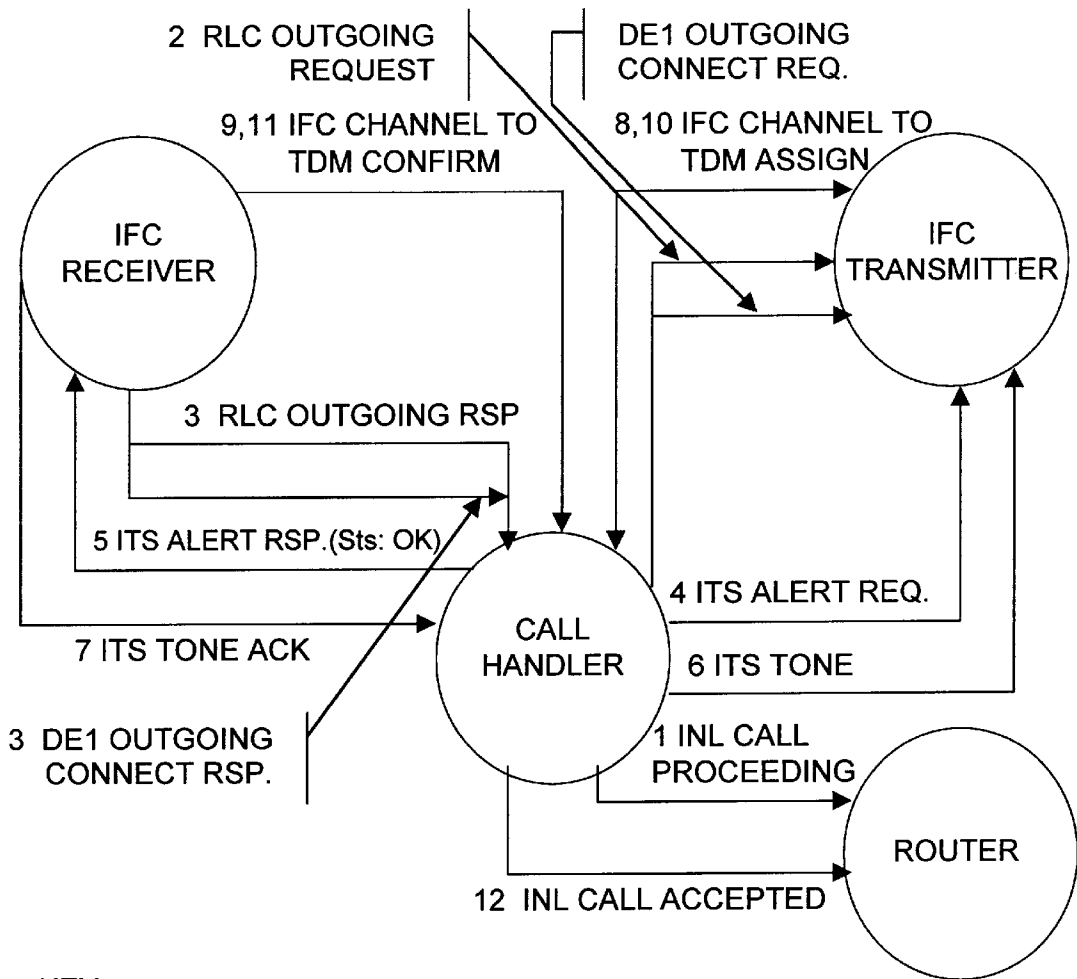 2 RLC OUTGOING
REQUEST
DE1 OUTGOING
CONNECT REQ.
9,11 IFC CHANNEL TO
TDM CONFIRM
8,10 IFC CHANNEL TO
TDM ASSIGN
IFC
RECEIVER
IFC
TRANSMITTER
3 RLC OUTGOING RSP
5 ITS ALERT RSP.(Sts: OK)
4 ITS ALERT REQ.
7 ITS TONE ACK
CALL
HANDLER
6 ITS TONE
3 DE1 OUTGOING
CONNECT RSP.
1 INL CALL
PROCEEDING
ROUTER
12 INL CALL ACCEPTED